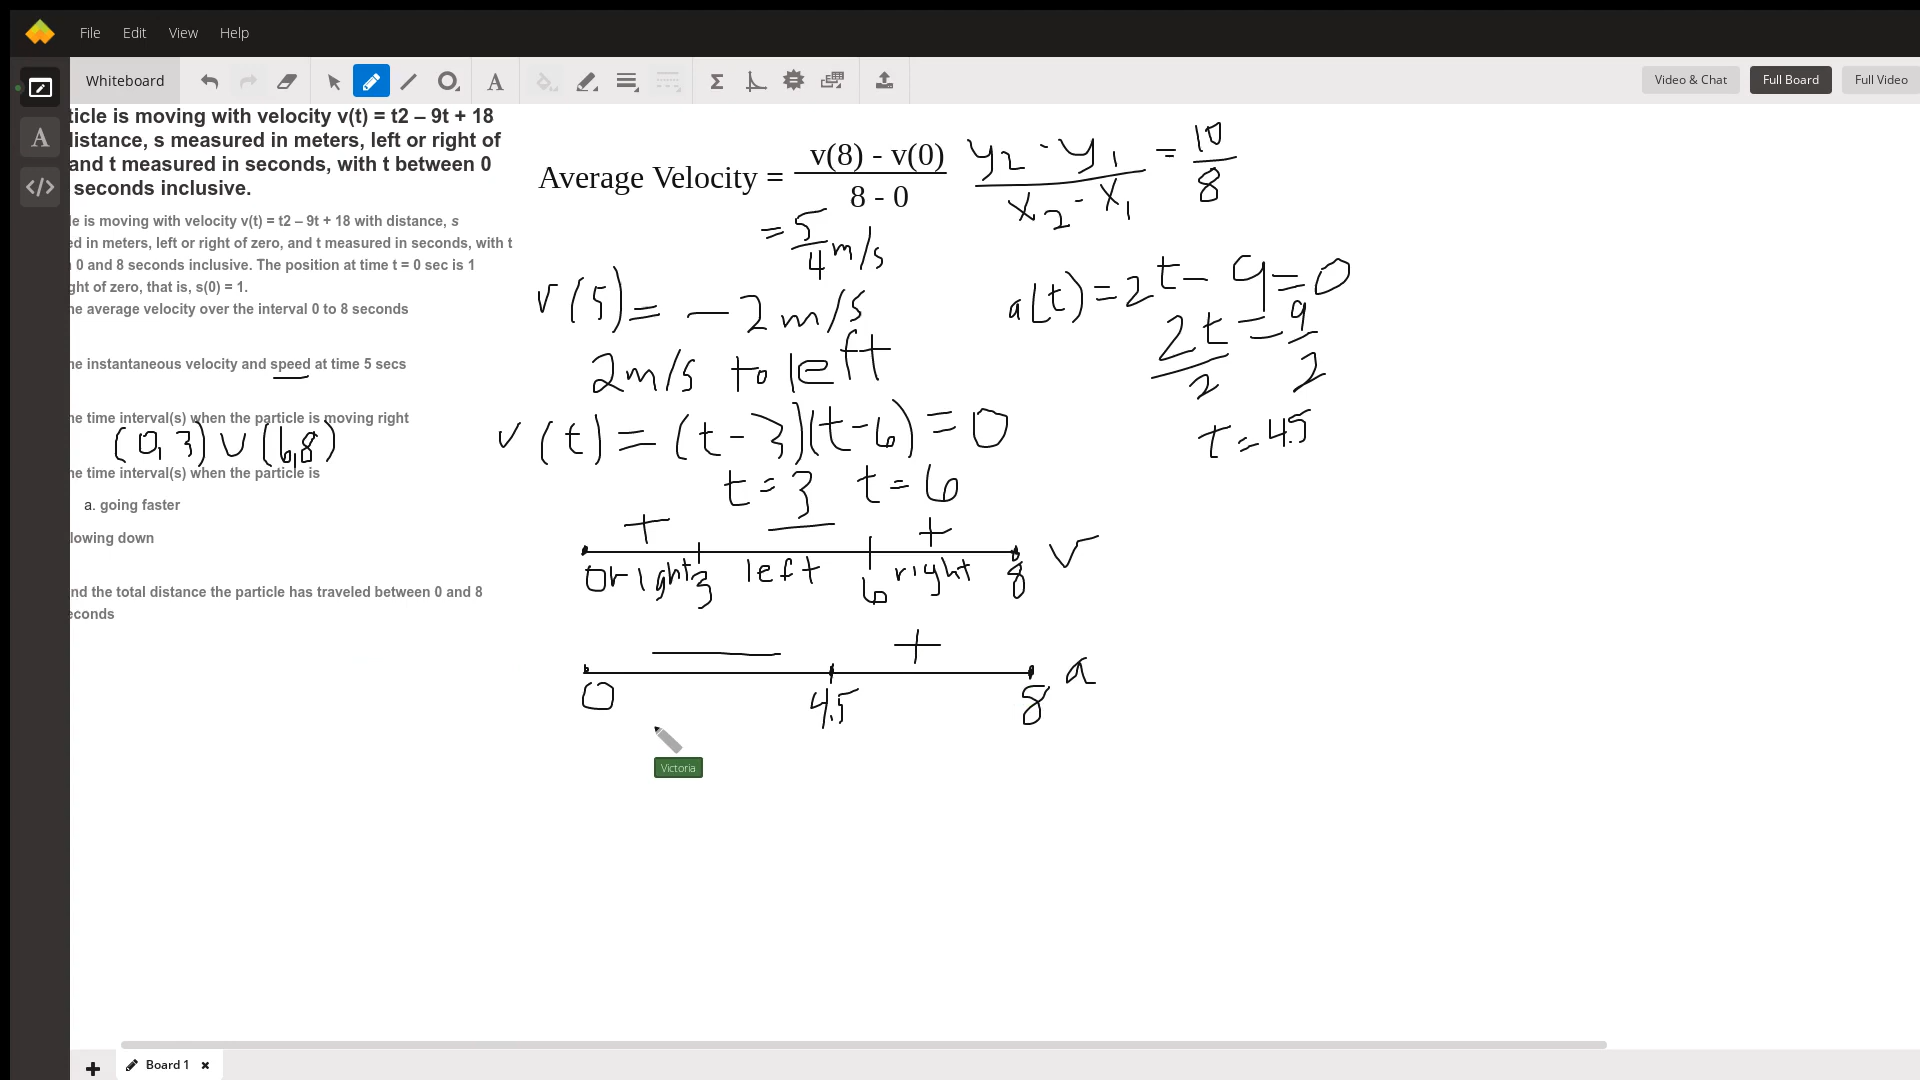 File Edit View Help
Whiteboard
Video & Chat Full Board Full Video
ticle is moving with velocity v(t) = t2 – 9t + 18
distance, s measured in meters, left or right of
and t measured in seconds, with t between 0
seconds inclusive.
le is moving with velocity v(t) = t2 – 9t + 18 with distance, s
ed in meters, left or right of zero, and t measured in seconds, with t
0 and 8 seconds inclusive. The position at time t = 0 sec is 1
ght of zero, that is, s(0) = 1.
he average velocity over the interval 0 to 8 seconds
he instantaneous velocity and speed at time 5 secs
he time interval(s) when the particle is moving right
(0,3) ∪ (6,8)
he time interval(s) when the particle is
a. going faster
lowing down
nd the total distance the particle has traveled between 0 and 8
econds
Average Velocity = v(8) - v(0) / 8 - 0
y2 - y1 / x2 - x1 = 10/8
= 5/4 m/s
v(5) = -2 m/s
2m/s to left
v(t) = (t-3)(t-6) = 0
t = 3 t = 6
a(t) = 2t - 9 = 0
2t/2 = 9/2
t = 4.5
+ — +
0 right 3 left 6 right 8 v
— +
0 4.5 8 a
Victoria
Board 1